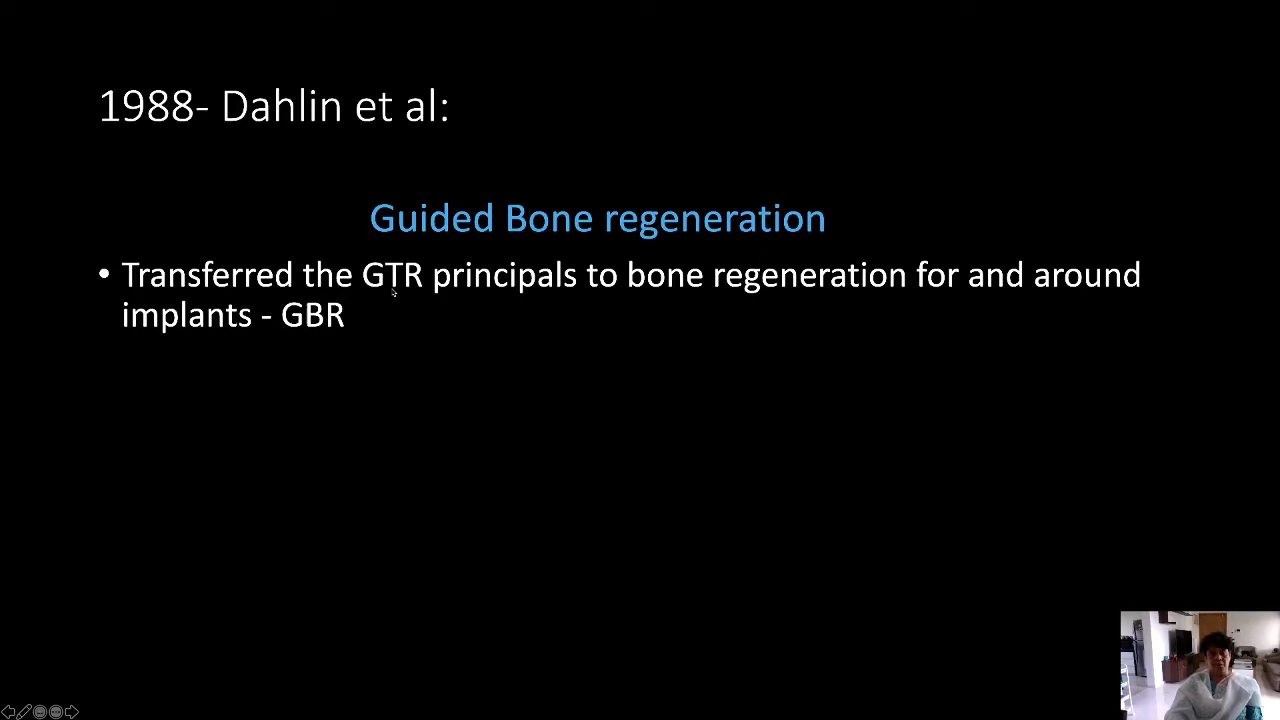 1988- Dahlin et al:
Guided Bone regeneration
• Transferred the GTR principals to bone regeneration for and around
implants - GBR